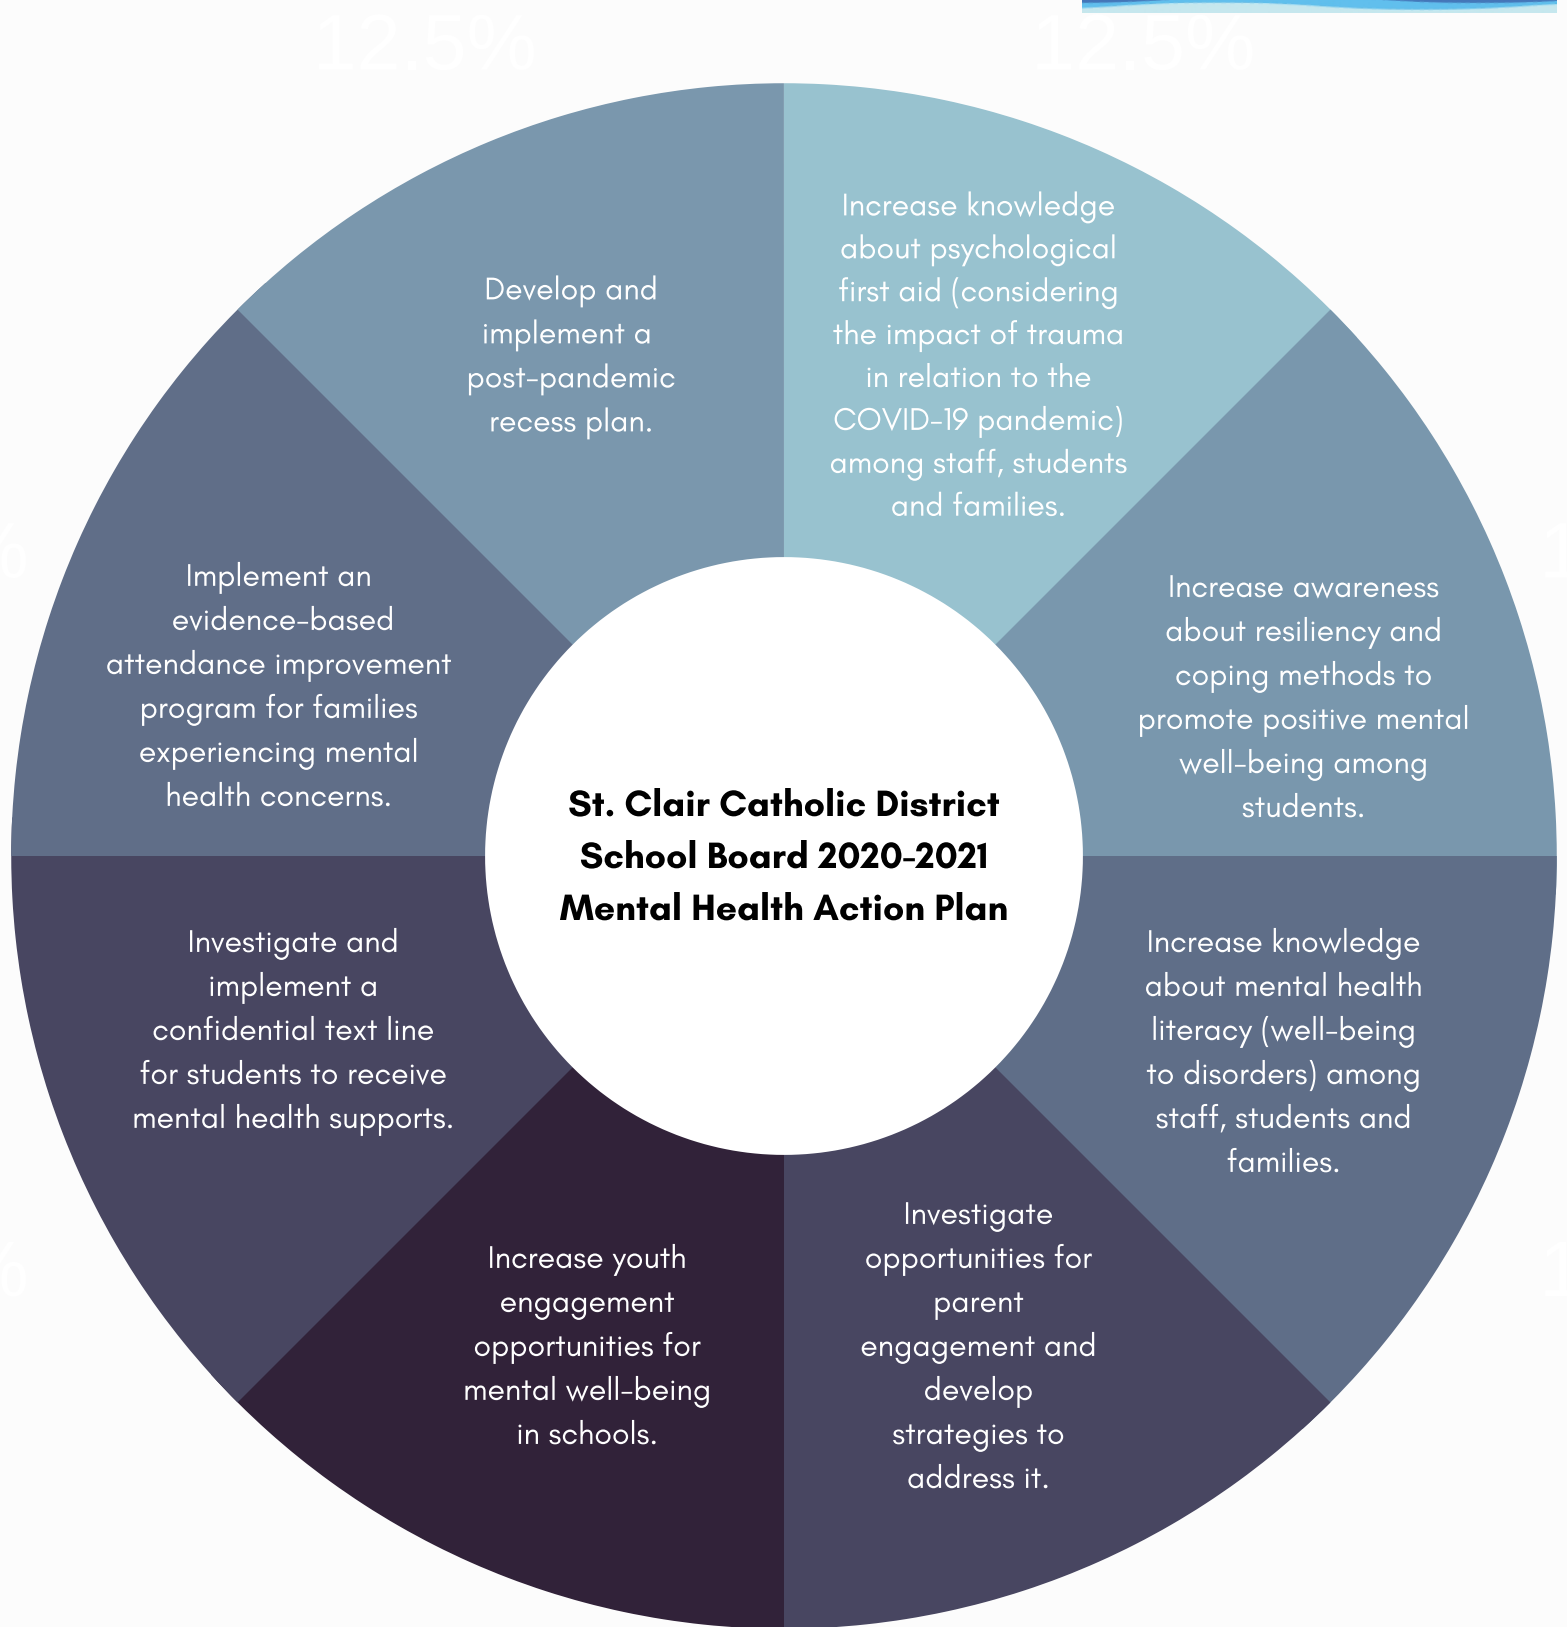 12.5%
12.5%
Increase knowledge
about psychological
first aid (considering
the impact of trauma
in relation to the
COVID-19 pandemic)
among staff, students
and families.
Increase awareness
about resiliency and
coping methods to
promote positive mental
well-being among
students.
Increase knowledge
about mental health
literacy (well-being
to disorders) among
staff, students and
families.
Investigate
opportunities for
parent
engagement and
develop
strategies to
address it.
Increase youth
engagement
opportunities for
mental well-being
in schools.
Investigate and
implement a
confidential text line
for students to receive
mental health supports.
Implement an
evidence-based
attendance improvement
program for families
experiencing mental
health concerns.
Develop and
implement a
post-pandemic
recess plan.
St. Clair Catholic District
School Board 2020-2021
Mental Health Action Plan
%
1
%
1